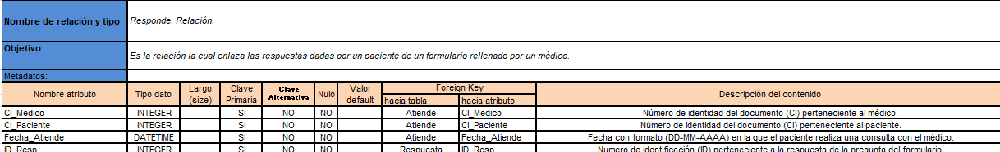 Nombre de relación y tipo Responde, Relación.
Objetivo Es la relación la cual enlaza las respuestas dadas por un paciente de un formulario rellenado por un médico.
Metadatos:
Nombre atributo Tipo dato Largo (size) Clave Primaria Clave Alternativa Nulo Valor default Foreign Key Descripción del contenido
hacia tabla hacia atributo
CI_Medico INTEGER SI NO NO Atiende CI_Medico Número de identidad del documento (CI) perteneciente al médico.
CI_Paciente INTEGER SI NO NO Atiende CI_Paciente Número de identidad del documento (CI) perteneciente al paciente.
Fecha_Atiende DATETIME SI NO NO Atiende Fecha_Atiende Fecha con formato (DD-MM-AAAA) en la que el paciente realiza una consulta con el médico.
ID_Resp INTEGER SI NO NO Respuesta ID_Resp Número de identificación (ID) perteneciente a la respuesta de la pregunta del formulario